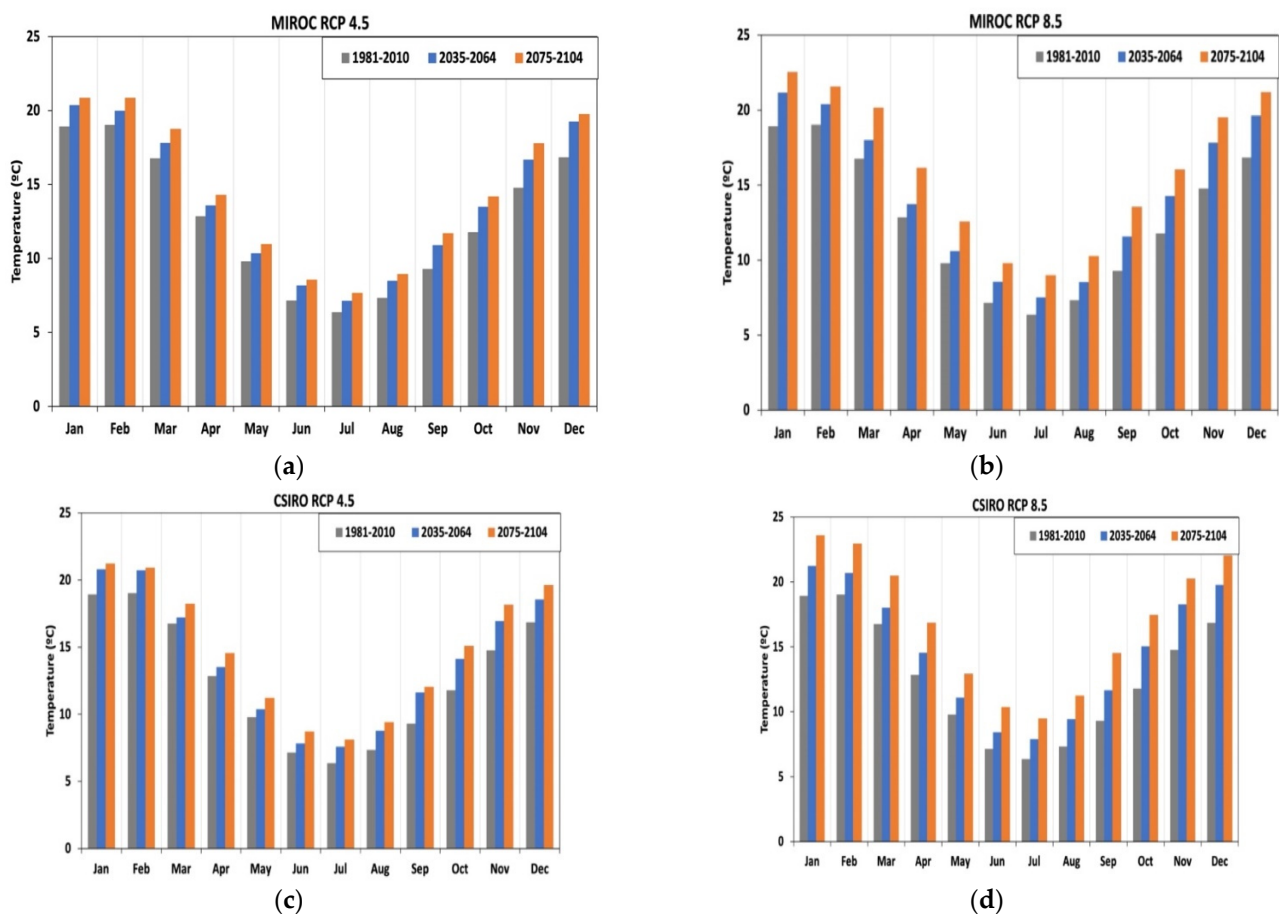 MIROC RCP 4.5
1981-2010 2035-2064 2075-2104
Temperature (ºC)
25
20
15
10
5
0
Jan Feb Mar Apr May Jun Jul Aug Sep Oct Nov Dec
(a)
MIROC RCP 8.5
1981-2010 2035-2064 2075-2104
Temperature (ºC)
25
20
15
10
5
0
Jan Feb Mar Apr May Jun Jul Aug Sep Oct Nov Dec
(b)
CSIRO RCP 4.5
1981-2010 2035-2064 2075-2104
Temperature (ºC)
25
20
15
10
5
0
Jan Feb Mar Apr May Jun Jul Aug Sep Oct Nov Dec
(c)
CSIRO RCP 8.5
1981-2010 2035-2064 2075-2104
Temperature (ºC)
25
20
15
10
5
0
Jan Feb Mar Apr May Jun Jul Aug Sep Oct Nov Dec
(d)